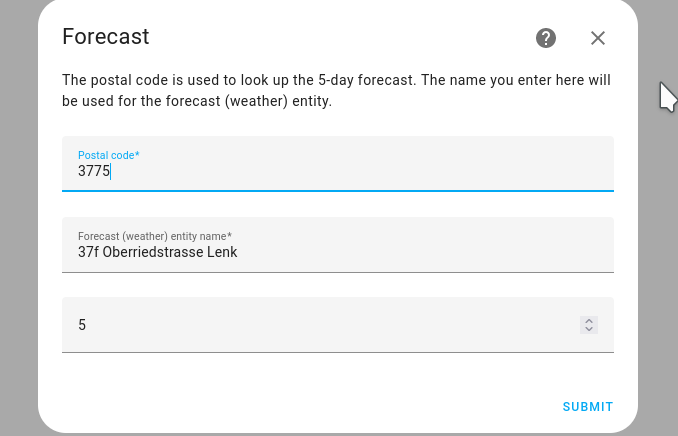 Forecast
The postal code is used to look up the 5-day forecast. The name you enter here will
be used for the forecast (weather) entity.
Postal code*
3775
Forecast (weather) entity name*
37f Oberriedstrasse Lenk
5
SUBMIT